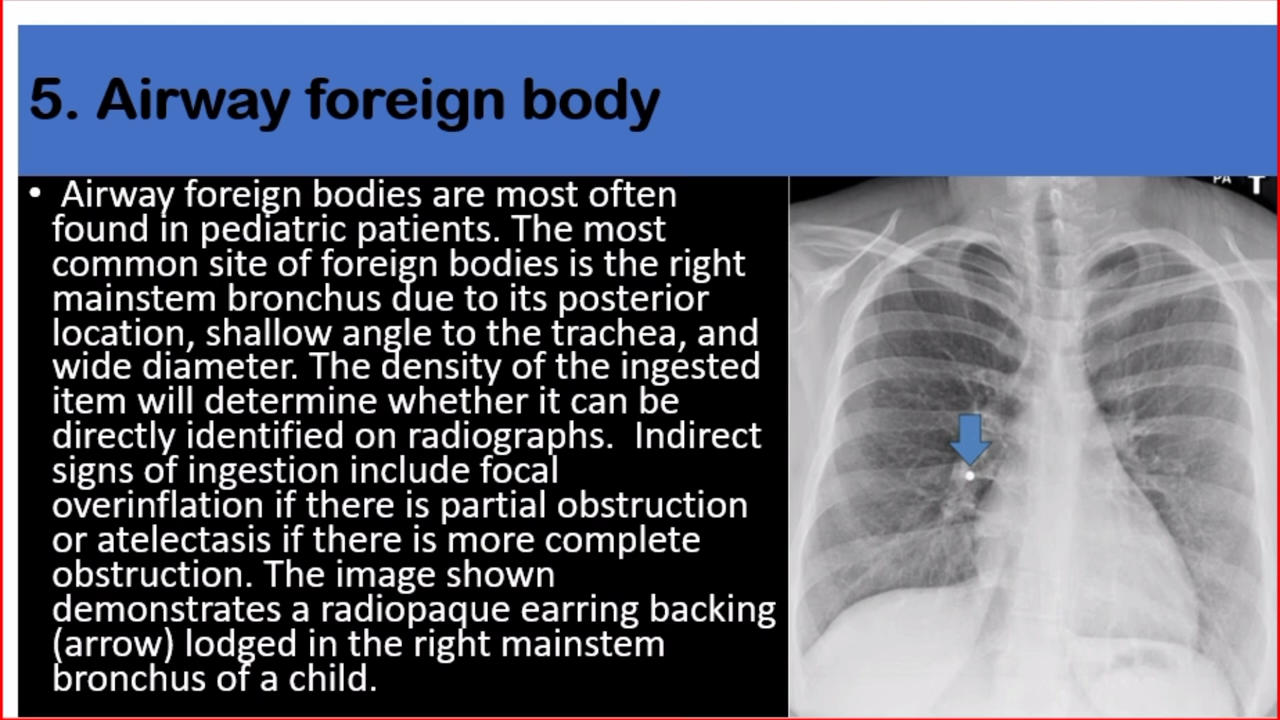 5. Airway foreign body
• Airway foreign bodies are most often
found in pediatric patients. The most
common site of foreign bodies is the right
mainstem bronchus due to its posterior
location, shallow angle to the trachea, and
wide diameter. The density of the ingested
item will determine whether it can be
directly identified on radiographs.  Indirect
signs of ingestion include focal
overinflation if there is partial obstruction
or atelectasis if there is more complete
obstruction. The image shown
demonstrates a radiopaque earring backing
(arrow) lodged in the right mainstem
bronchus of a child.
PA